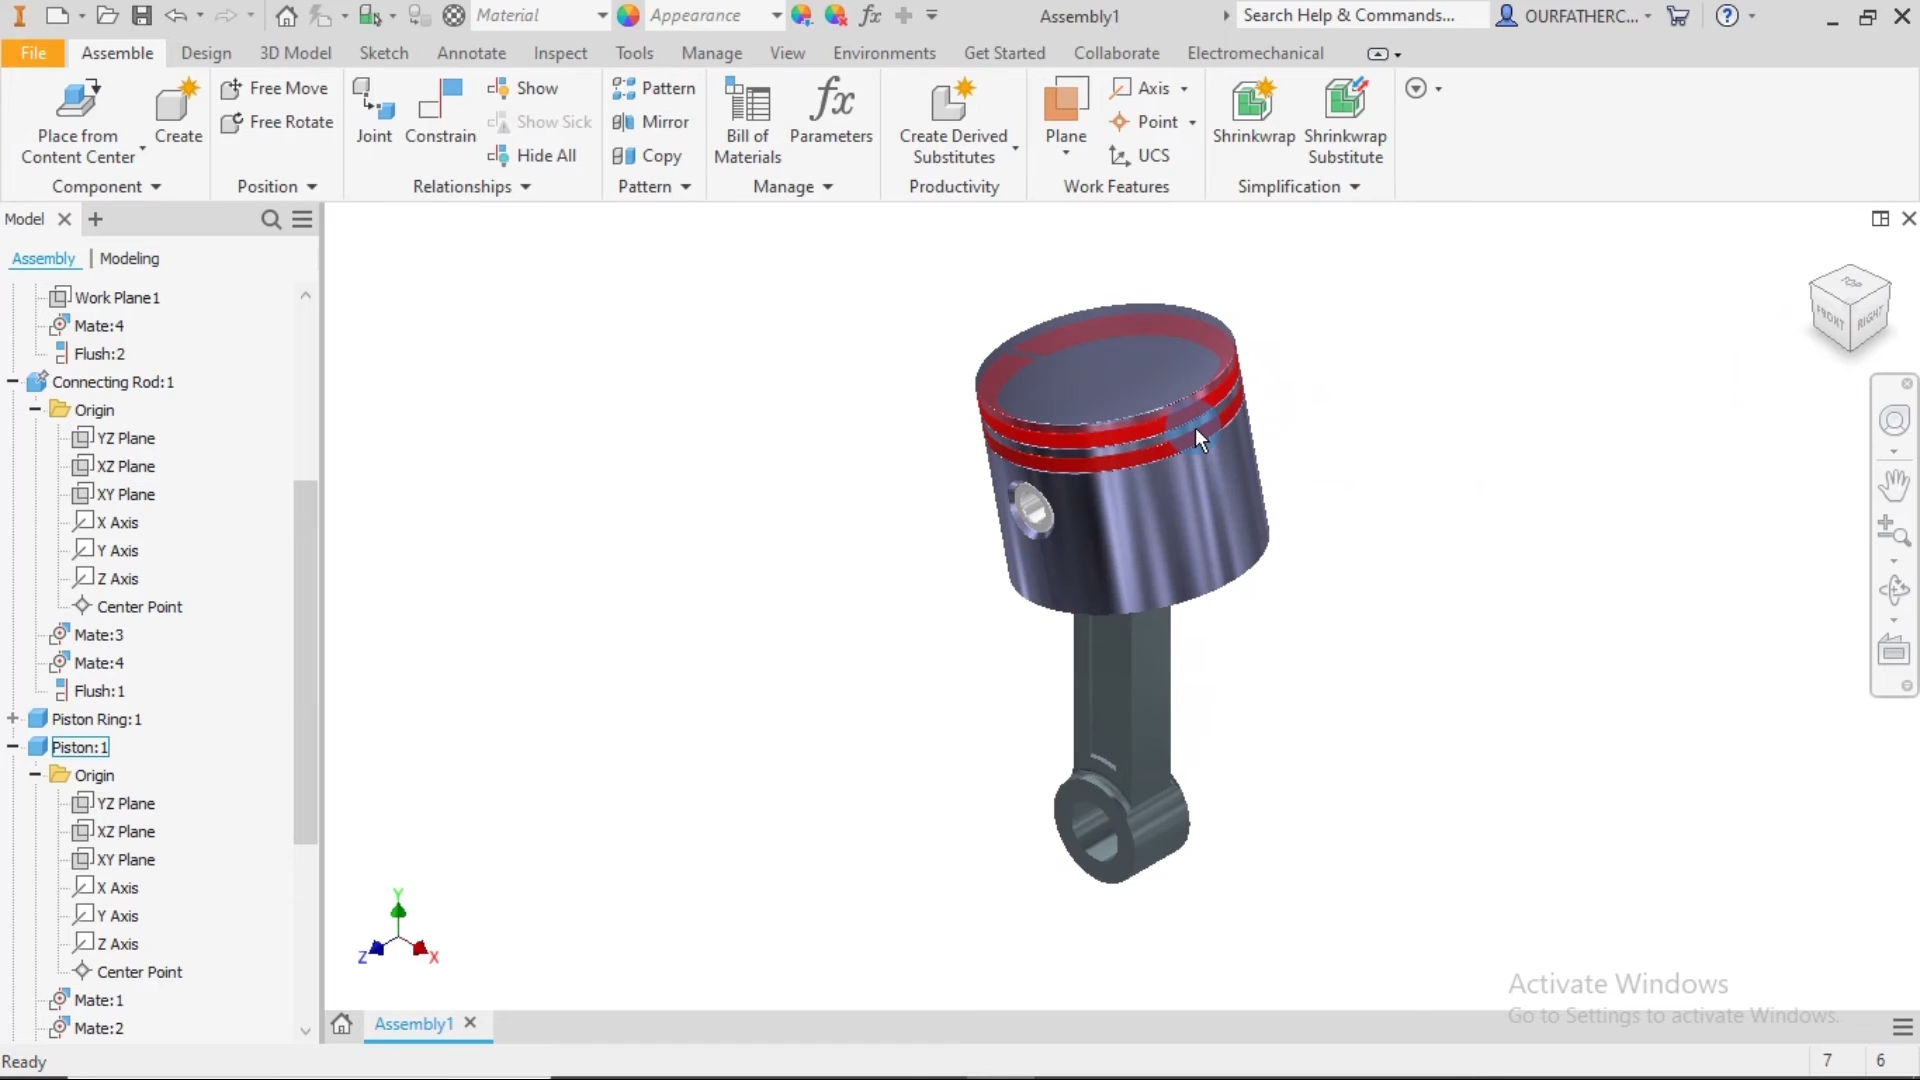 Material
Appearance
fx
Assembly1
Search Help & Commands...
OURFATHERC...
File
Assemble
Design
3D Model
Sketch
Annotate
Inspect
Tools
Manage
View
Environments
Get Started
Collaborate
Electromechanical
Place from
Content Center
Create
Component
Free Move
Free Rotate
Position
Joint
Constrain
Show
Show Sick
Hide All
Relationships
Pattern
Mirror
Copy
Pattern
Bill of
Materials
fx
Parameters
Manage
Create Derived
Substitutes
Productivity
Plane
Axis
Point
UCS
Work Features
Shrinkwrap
Shrinkwrap
Substitute
Simplification
Model
Assembly
Modeling
Work Plane1
Mate:4
Flush:2
Connecting Rod:1
Origin
YZ Plane
XZ Plane
XY Plane
X Axis
Y Axis
Z Axis
Center Point
Mate:3
Mate:4
Flush:1
Piston Ring:1
Piston:1
Origin
YZ Plane
XZ Plane
XY Plane
X Axis
Y Axis
Z Axis
Center Point
Mate:1
Mate:2
TOP
FRONT
RIGHT
Y
Z
X
Activate Windows
Go to Settings to activate Windows.
Assembly1
Ready
7
6